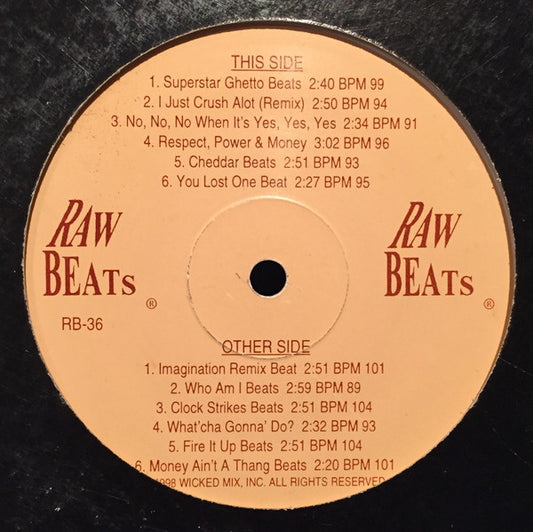 THIS SIDE
1. Superstar Ghetto Beats 2:40 BPM 99
2. I Just Crush Alot (Remix) 2:50 BPM 94
3. No, No, No When It's Yes, Yes, Yes 2:34 BPM 91
4. Respect, Power & Money 3:02 BPM 96
5. Cheddar Beats 2:51 BPM 93
6. You Lost One Beat 2:27 BPM 95
RAW
BEATS ®
RB-36
RAW
BEATS ®
OTHER SIDE
1. Imagination Remix Beat 2:51 BPM 101
2. Who Am I Beats 2:59 BPM 89
3. Clock Strikes Beats 2:51 BPM 104
4. What'cha Gonna' Do? 2:32 BPM 93
5. Fire It Up Beats 2:51 BPM 104
6. Money Ain't A Thang Beats 2:20 BPM 101
1998 WICKED MIX, INC. ALL RIGHTS RESERVED